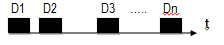 D1 D2 D3 ..... Dn
t